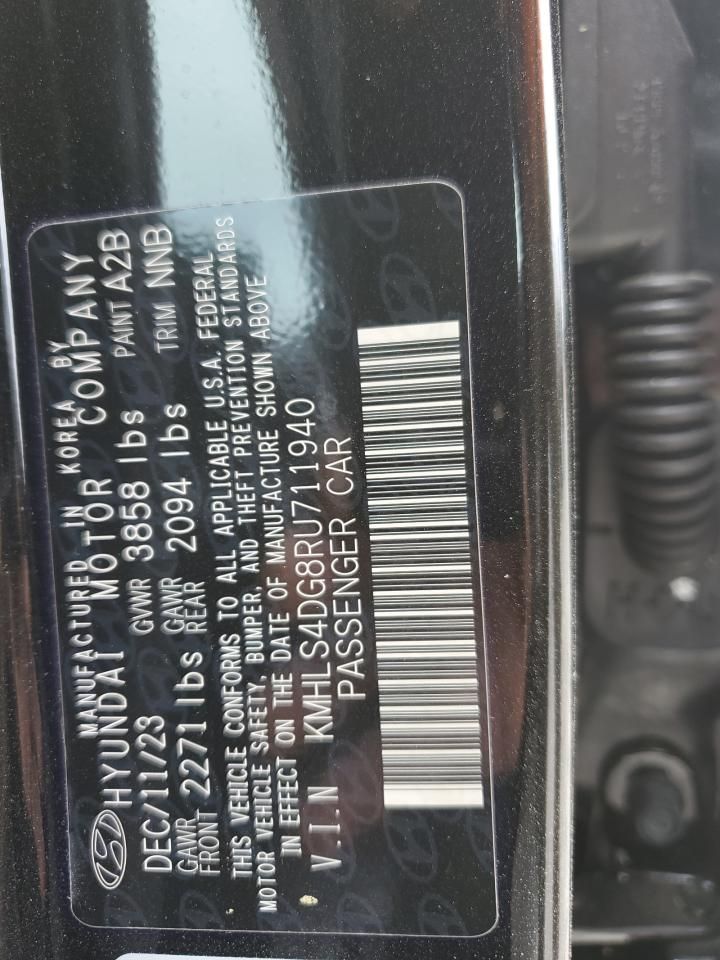 MANUFACTURED IN KOREA BY
HYUNDAI MOTOR COMPANY
DEC/11/23 GVWR 3858 lbs PAINT A2B
GAWR FRONT 2271 lbs GAWR REAR 2094 lbs TRIM NNB
THIS VEHICLE CONFORMS TO ALL APPLICABLE U.S.A. FEDERAL
MOTOR VEHICLE SAFETY, BUMPER, AND THEFT PREVENTION STANDARDS
IN EFFECT ON THE DATE OF MANUFACTURE SHOWN ABOVE
V.I.N KMHLS4DG8RU711940
PASSENGER CAR